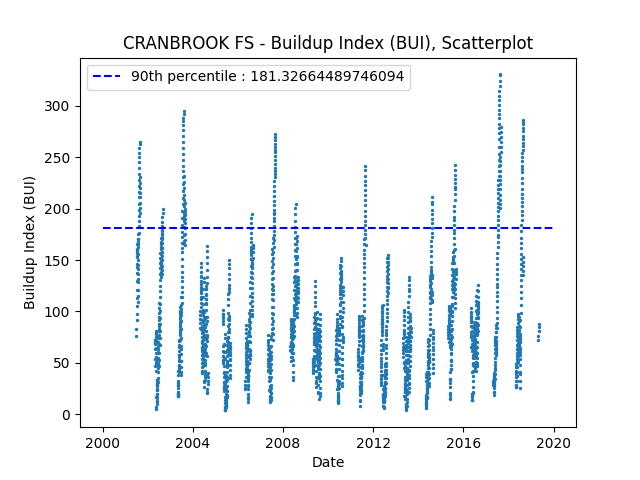 CRANBROOK FS - Buildup Index (BUI), Scatterplot
90th percentile : 181.32664489746094
Buildup Index (BUI)
300
250
200
150
100
50
0
2000 2004 2008 2012 2016 2020
Date